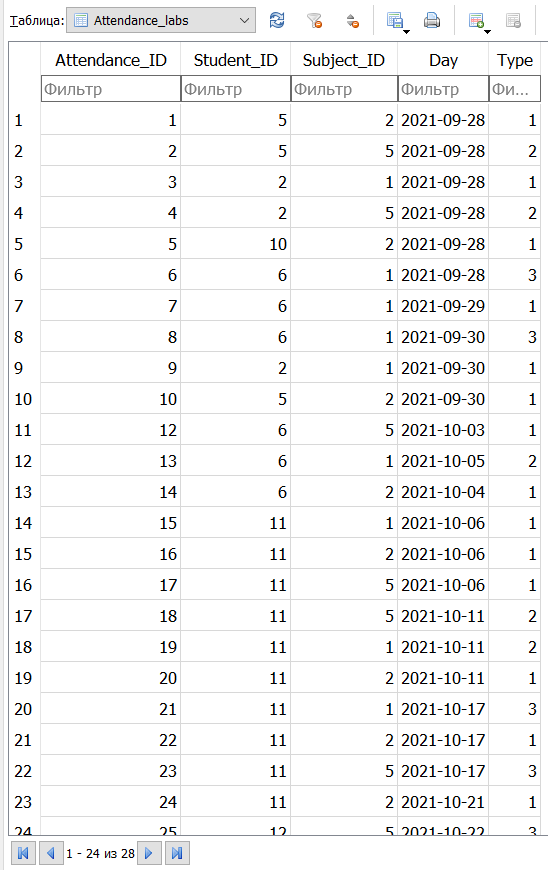 Таблица: Attendance_labs
Attendance_ID Student_ID Subject_ID Day Type
Фильтр Фильтр Фильтр Фильтр Фи...
1 1 5 2 2021-09-28 1
2 2 5 5 2021-09-28 2
3 3 2 1 2021-09-28 1
4 4 2 5 2021-09-28 2
5 5 10 2 2021-09-28 1
6 6 6 1 2021-09-28 3
7 7 6 1 2021-09-29 1
8 8 6 1 2021-09-30 3
9 9 2 1 2021-09-30 1
10 10 5 2 2021-09-30 1
11 12 6 5 2021-10-03 1
12 13 6 1 2021-10-05 2
13 14 6 2 2021-10-04 1
14 15 11 1 2021-10-06 1
15 16 11 2 2021-10-06 1
16 17 11 5 2021-10-06 1
17 18 11 5 2021-10-11 2
18 19 11 1 2021-10-11 2
19 20 11 2 2021-10-11 1
20 21 11 1 2021-10-17 3
21 22 11 2 2021-10-17 1
22 23 11 5 2021-10-17 3
23 24 11 2 2021-10-21 1
24 25 12 5 2021-10-22 3
1 - 24 из 28